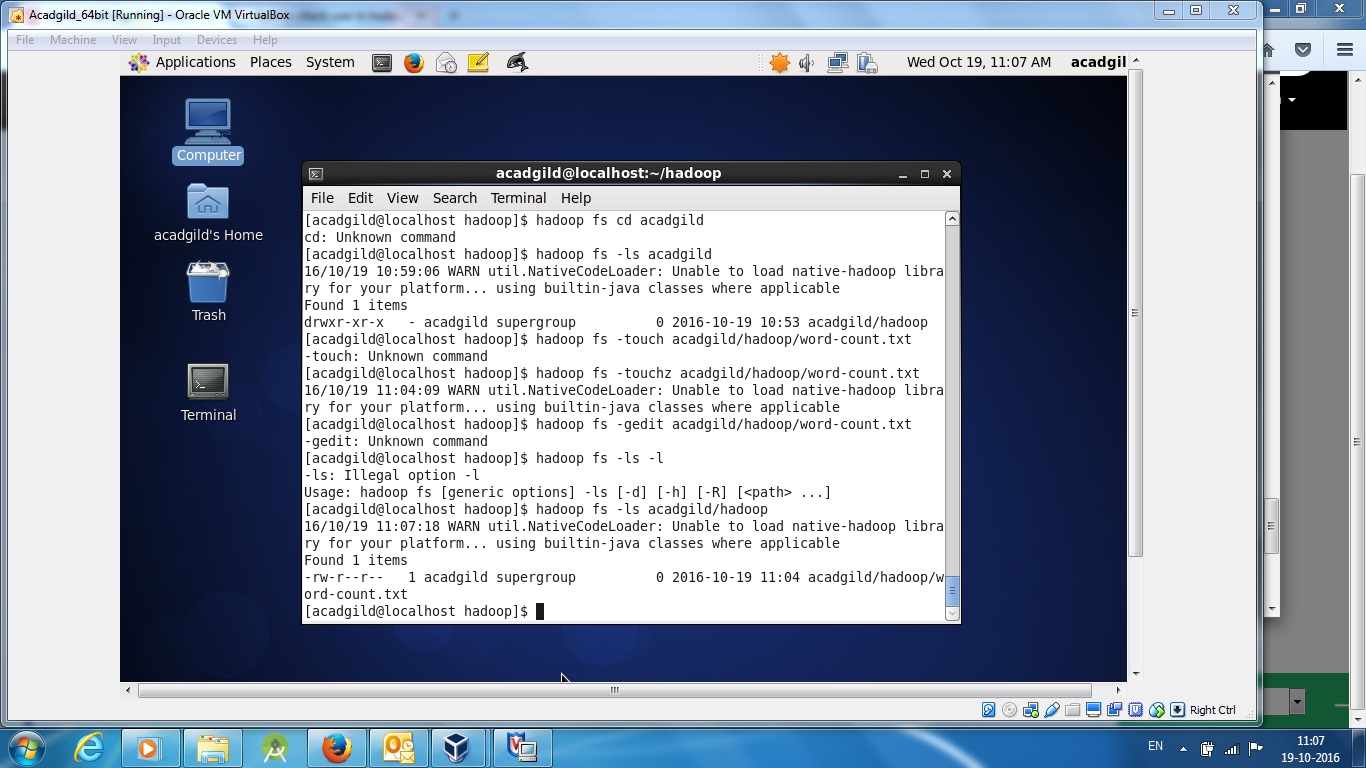 Acadgild_64bit [Running] - Oracle VM VirtualBox
File Machine View Input Devices Help
Applications Places System Wed Oct 19, 11:07 AM acadgil
Computer
acadgild's Home
Trash
Terminal
acadgild@localhost:~/hadoop
File Edit View Search Terminal Help
[acadgild@localhost hadoop]$ hadoop fs cd acadgild
cd: Unknown command
[acadgild@localhost hadoop]$ hadoop fs -ls acadgild
16/10/19 10:59:06 WARN util.NativeCodeLoader: Unable to load native-hadoop libra
ry for your platform... using builtin-java classes where applicable
Found 1 items
drwxr-xr-x   - acadgild supergroup          0 2016-10-19 10:53 acadgild/hadoop
[acadgild@localhost hadoop]$ hadoop fs -touch acadgild/hadoop/word-count.txt
-touch: Unknown command
[acadgild@localhost hadoop]$ hadoop fs -touchz acadgild/hadoop/word-count.txt
16/10/19 11:04:09 WARN util.NativeCodeLoader: Unable to load native-hadoop libra
ry for your platform... using builtin-java classes where applicable
[acadgild@localhost hadoop]$ hadoop fs -gedit acadgild/hadoop/word-count.txt
-gedit: Unknown command
[acadgild@localhost hadoop]$ hadoop fs -ls -l
-ls: Illegal option -l
Usage: hadoop fs [generic options] -ls [-d] [-h] [-R] [<path> ...]
[acadgild@localhost hadoop]$ hadoop fs -ls acadgild/hadoop
16/10/19 11:07:18 WARN util.NativeCodeLoader: Unable to load native-hadoop libra
ry for your platform... using builtin-java classes where applicable
Found 1 items
-rw-r--r--   1 acadgild supergroup          0 2016-10-19 11:04 acadgild/hadoop/w
ord-count.txt
[acadgild@localhost hadoop]$
Right Ctrl
EN
11:07
19-10-2016